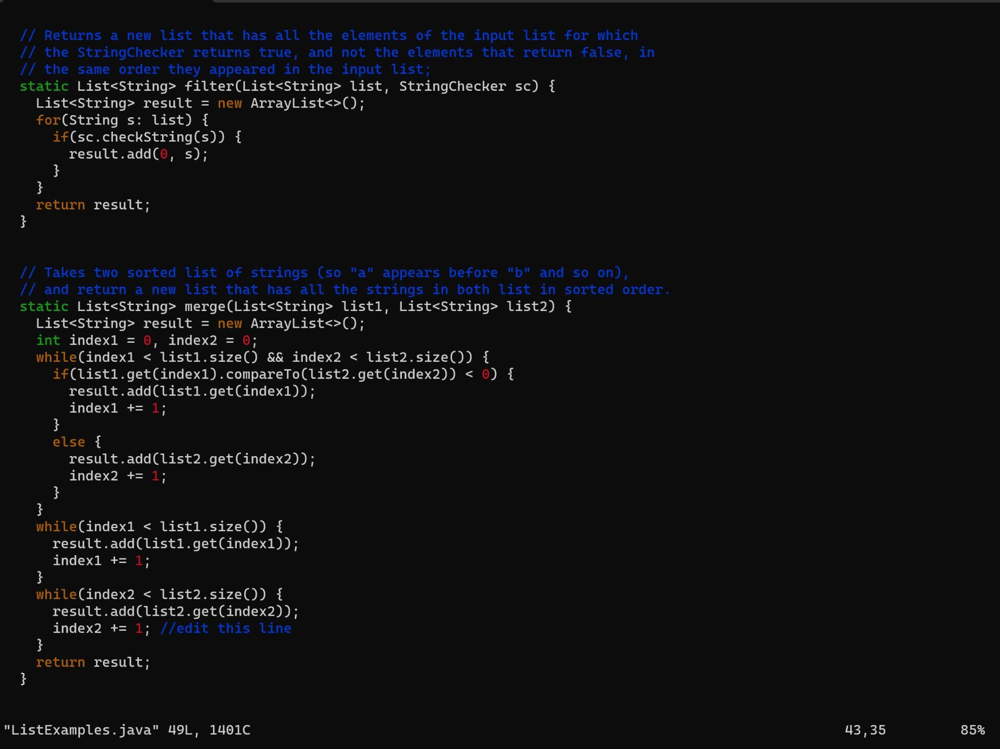 // Returns a new list that has all the elements of the input list for which
// the StringChecker returns true, and not the elements that return false, in
// the same order they appeared in the input list;
static List<String> filter(List<String> list, StringChecker sc) {
  List<String> result = new ArrayList<>();
  for(String s: list) {
    if(sc.checkString(s)) {
      result.add(0, s);
    }
  }
  return result;
}
// Takes two sorted list of strings (so "a" appears before "b" and so on),
// and return a new list that has all the strings in both list in sorted order.
static List<String> merge(List<String> list1, List<String> list2) {
  List<String> result = new ArrayList<>();
  int index1 = 0, index2 = 0;
  while(index1 < list1.size() && index2 < list2.size()) {
    if(list1.get(index1).compareTo(list2.get(index2)) < 0) {
      result.add(list1.get(index1));
      index1 += 1;
    }
    else {
      result.add(list2.get(index2));
      index2 += 1;
    }
  }
  while(index1 < list1.size()) {
    result.add(list1.get(index1));
    index1 += 1;
  }
  while(index2 < list2.size()) {
    result.add(list2.get(index2));
    index2 += 1; //edit this line
  }
  return result;
}
"ListExamples.java" 49L, 1401C 43,35 85%